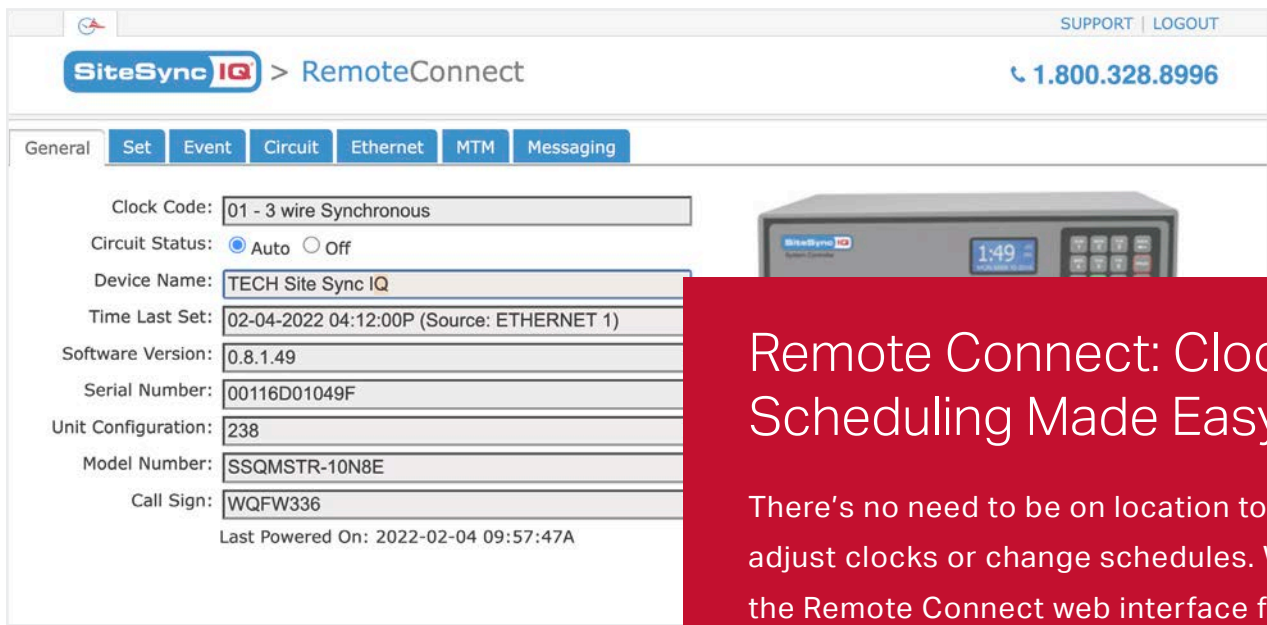 SUPPORT | LOGOUT
SiteSync IQ > RemoteConnect
1.800.328.8996
General Set Event Circuit Ethernet MTM Messaging
Clock Code: 01 - 3 wire Synchronous
Circuit Status: Auto Off
Device Name: TECH Site Sync IQ
Time Last Set: 02-04-2022 04:12:00P (Source: ETHERNET 1)
Software Version: 0.8.1.49
Serial Number: 00116D01049F
Unit Configuration: 238
Model Number: SSQMSTR-10N8E
Call Sign: WQFW336
Last Powered On: 2022-02-04 09:57:47A
SiteSync IQ
System Controller
1:49
Remote Connect: Cloc
Scheduling Made Easy
There's no need to be on location to
adjust clocks or change schedules.
the Remote Connect web interface f